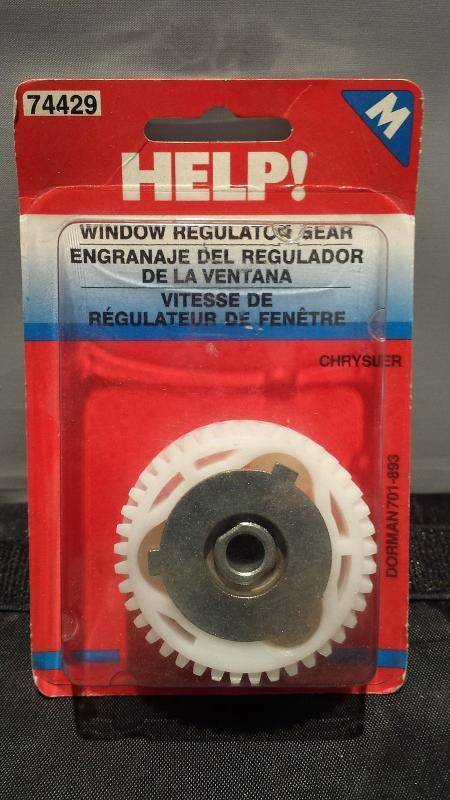 74429
M
HELP!
WINDOW REGULATOR GEAR
ENGRANAJE DEL REGULADOR
DE LA VENTANA
VITESSE DE
RÉGULATEUR DE FENÊTRE
CHRYSLER
DORMAN 701-893